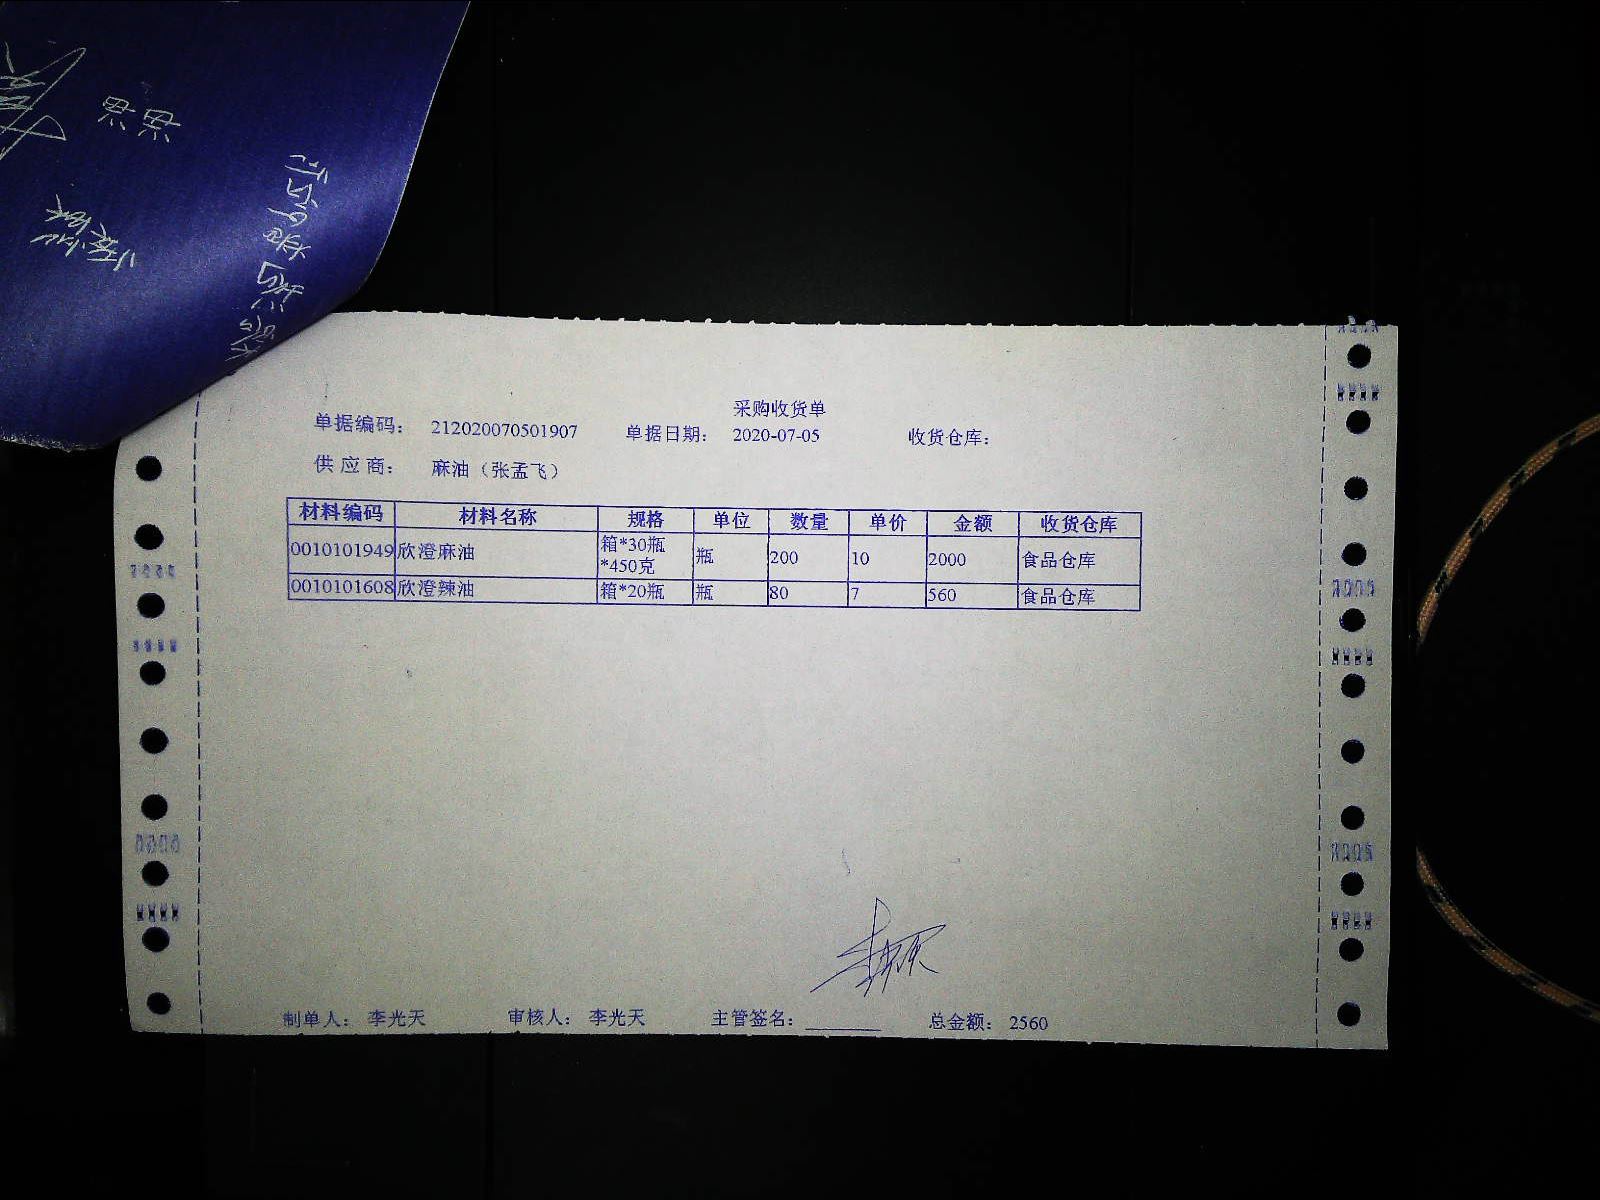 思思
采购收货单
单据编码： 212020070501907 单据日期： 2020-07-05 收货仓库：
供应商： 麻油（张孟飞）
材料编码 材料名称 规格 单位 数量 单价 金额 收货仓库
0010101949 欣澄麻油 箱*30瓶*450克 瓶 200 10 2000 食品仓库
0010101608 欣澄辣油 箱*20瓶 瓶 80 7 560 食品仓库
制单人： 李光天 审核人： 李光天 主管签名： 总金额： 2560